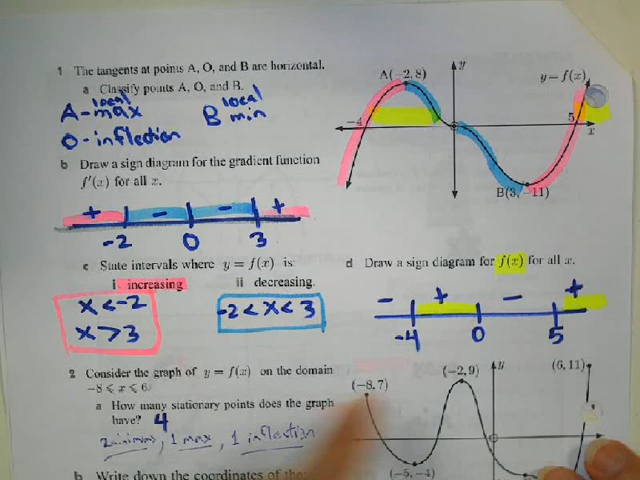 1 The tangents at points A, O, and B are horizontal.
a Classify points A, O, and B.
A - local max
B local min
O - inflection
b Draw a sign diagram for the gradient function
f'(x) for all x.
+ - - +
-2 0 3
A(-2,8)
y
y=f(x)
-4
5
x
B(3,-11)
c State intervals where y = f(x) is:
i increasing
ii decreasing.
x < -2
x > 3
-2 < x < 3
d Draw a sign diagram for f(x) for all x.
- + - +
-4 0 5
2 Consider the graph of y = f(x) on the domain
-8 ≤ x ≤ 6.
a How many stationary points does the graph
have? 4
2 minimums, 1 max, 1 inflection
b Write down the coordinates of the
(-8,7)
(-2,9)
y
(6,11)
(-5,-4)
x